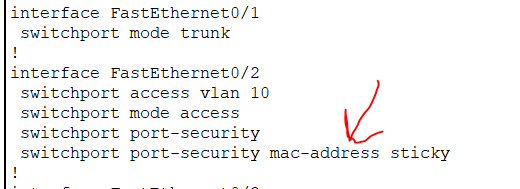 interface FastEthernet0/1
switchport mode trunk
!
interface FastEthernet0/2
switchport access vlan 10
switchport mode access
switchport port-security
switchport port-security mac-address sticky
!